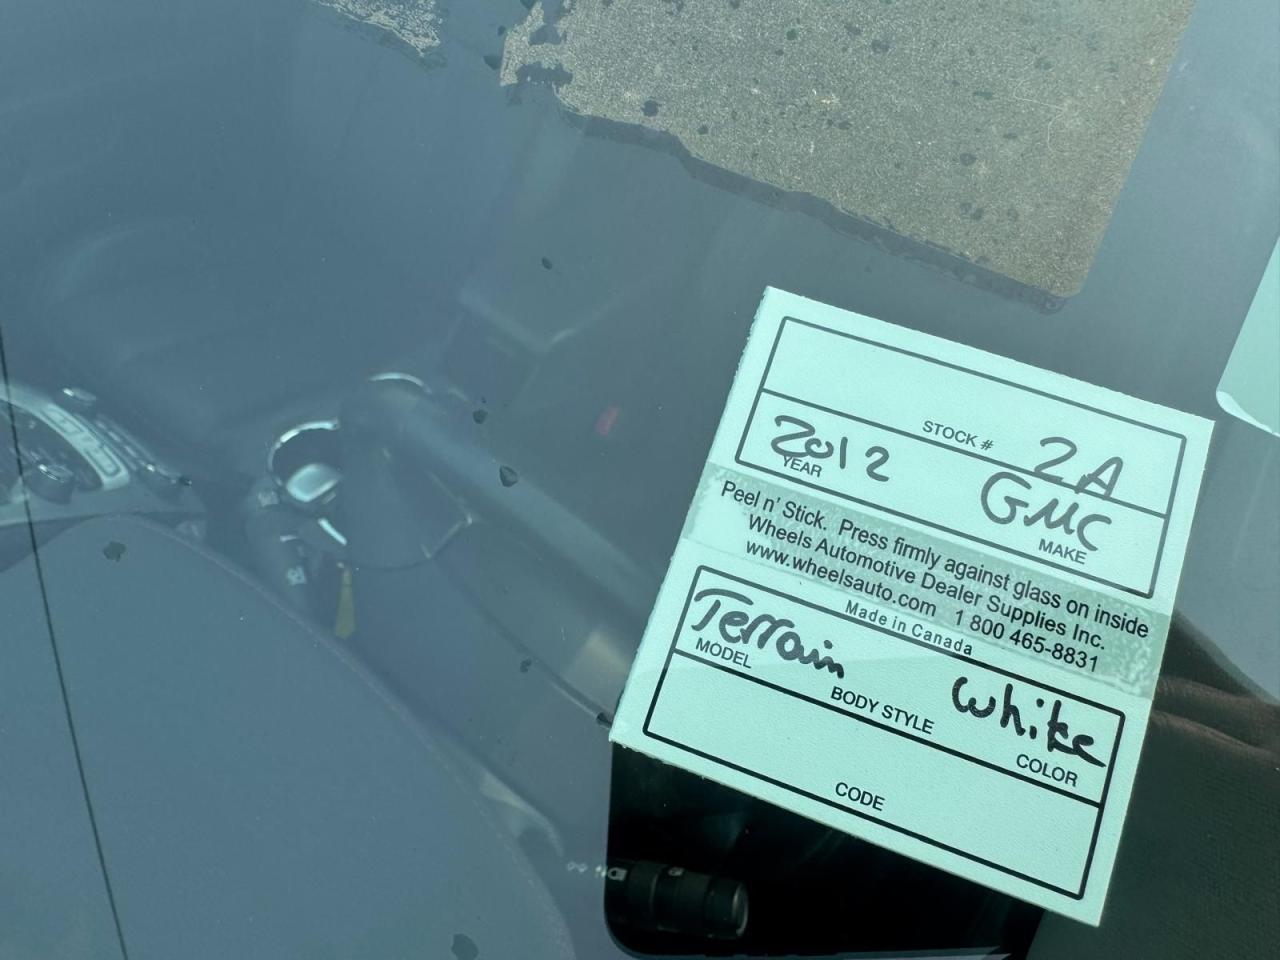 STOCK # 2A
2012 GMC
YEAR MAKE
Peel n' Stick. Press firmly against glass on inside
Wheels Automotive Dealer Supplies Inc.
www.wheelsauto.com 1 800 465-8831
Made in Canada
Terrain White
MODEL BODY STYLE COLOR
CODE